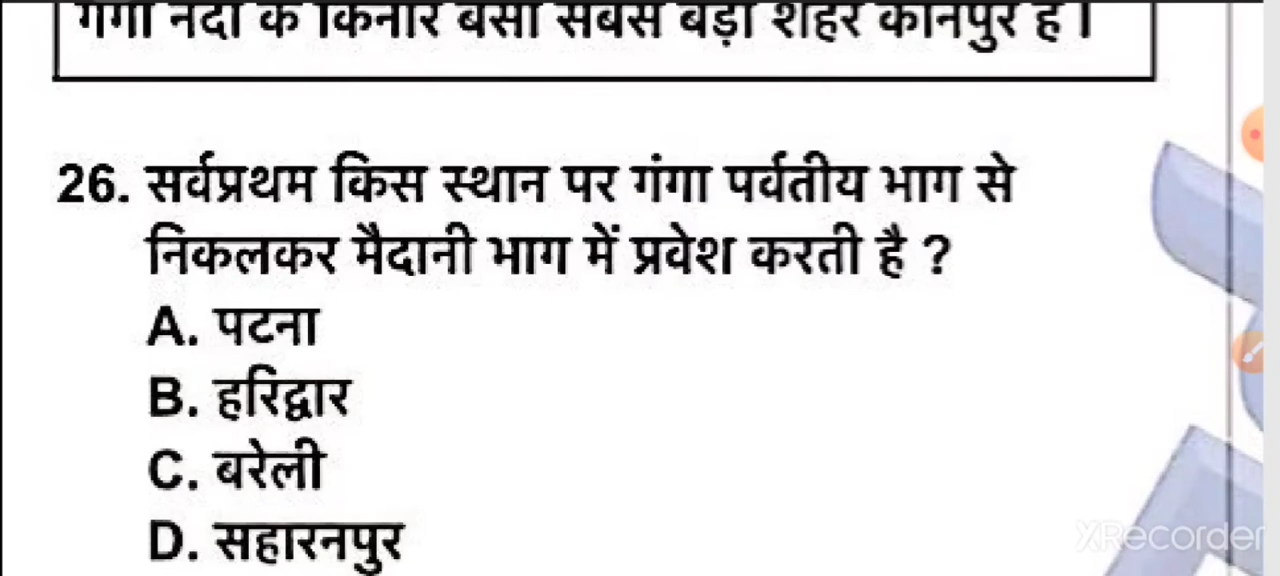 गंगा नदी के किनारे बसा सबसे बड़ा शहर कानपुर है।
26. सर्वप्रथम किस स्थान पर गंगा पर्वतीय भाग से
निकलकर मैदानी भाग में प्रवेश करती है ?
A. पटना
B. हरिद्वार
C. बरेली
D. सहारनपुर
XRecorder